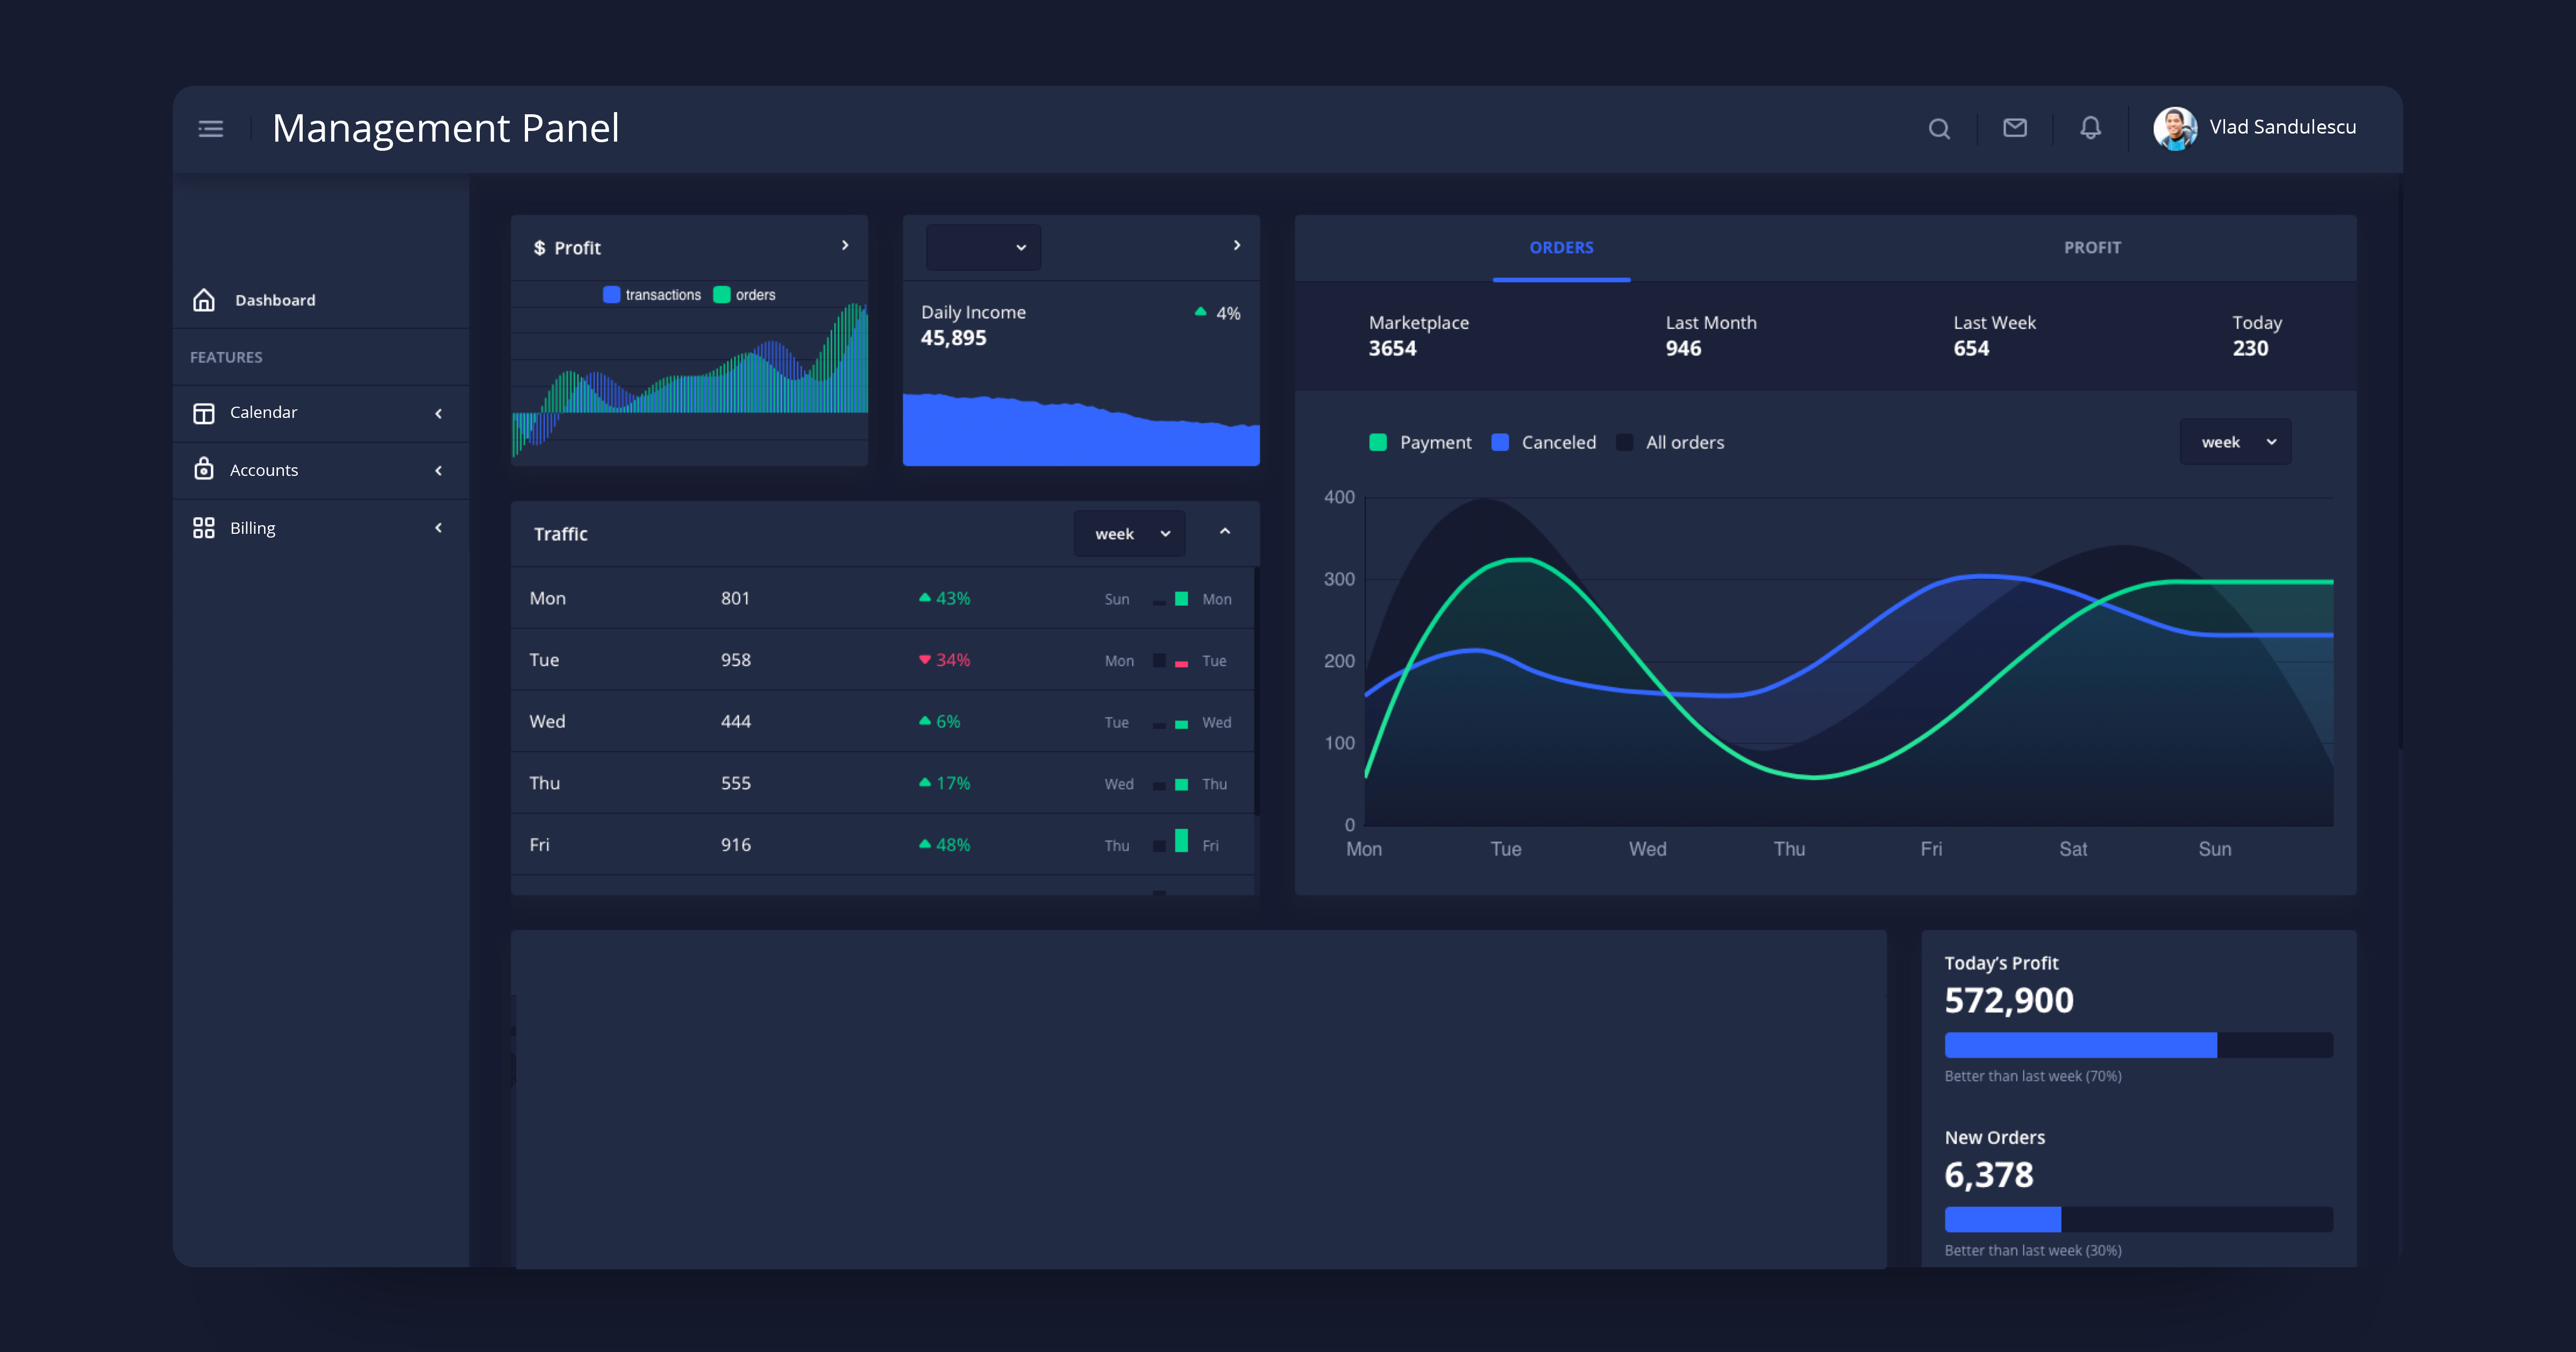 Management Panel
Vlad Sandulescu
Dashboard
FEATURES
Calendar
Accounts
Billing
$ Profit
transactions orders
Daily Income 4%
45,895
Traffic week
Mon 801 43% Sun Mon
Tue 958 34% Mon Tue
Wed 444 6% Tue Wed
Thu 555 17% Wed Thu
Fri 916 48% Thu Fri
ORDERS PROFIT
Marketplace Last Month Last Week Today
3654 946 654 230
Payment Canceled All orders week
400
300
200
100
0
Mon Tue Wed Thu Fri Sat Sun
Today’s Profit
572,900
Better than last week (70%)
New Orders
6,378
Better than last week (30%)